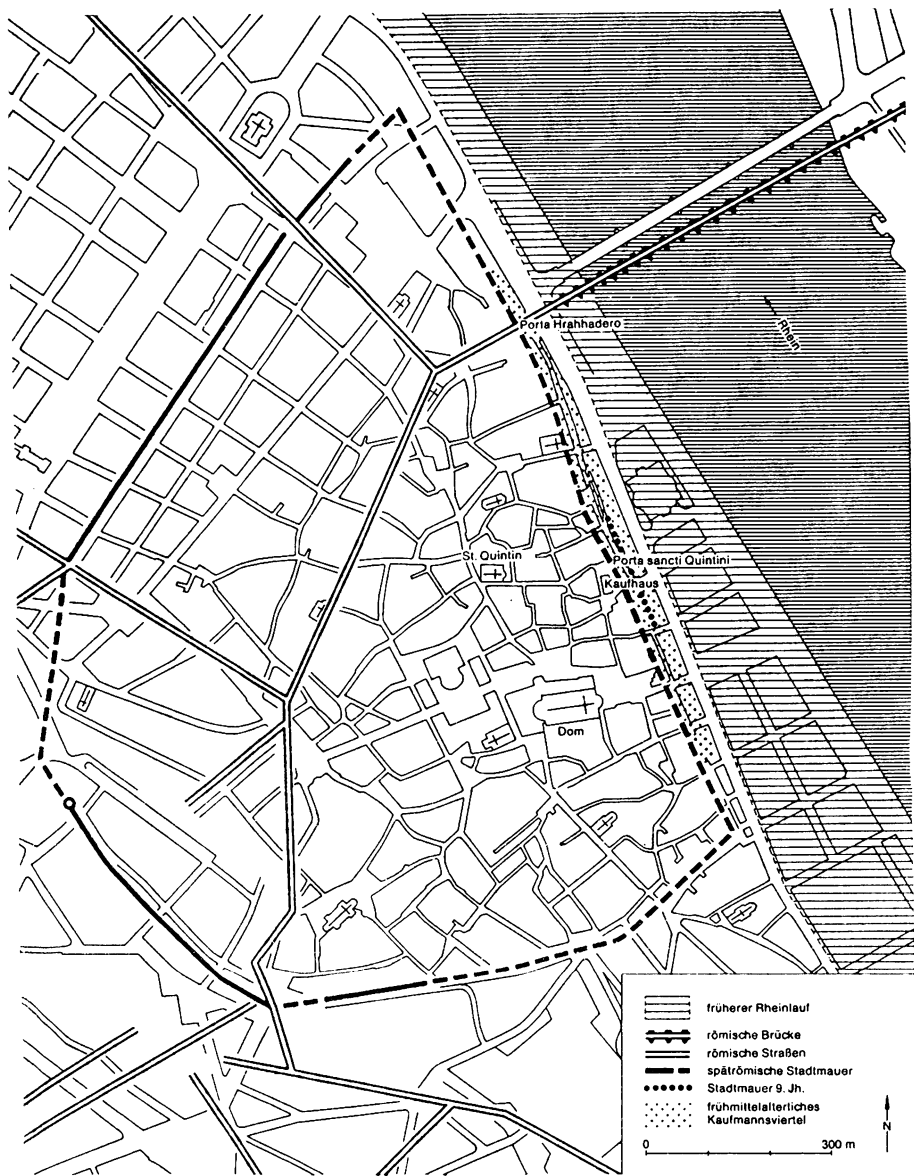 Porta Hrahhadero
Rhein
St. Quintin
Porta sancti Quintini
Kaufhaus
Dom
früherer Rheinlauf
römische Brücke
römische Straßen
spätrömische Stadtmauer
Stadtmauer 9. Jh.
frühmittelalterliches
Kaufmannsviertel
N
0 300 m